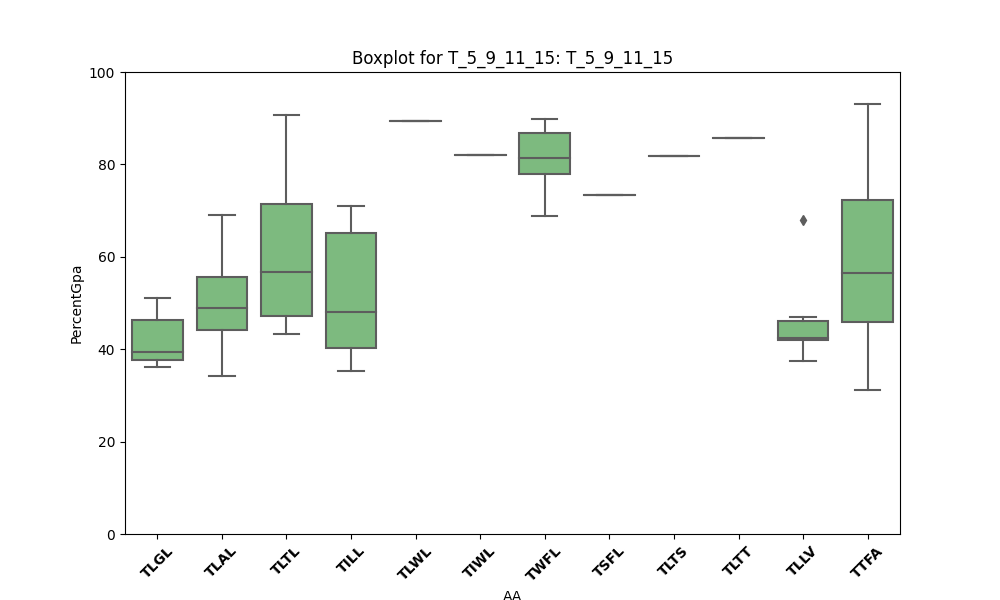 Boxplot for T_5_9_11_15: T_5_9_11_15
100
80
60
40
20
0
PercentGpa
TLGL
TLAL
TLTL
TILL
TLWL
TIWL
TWFL
TSFL
TLTS
TLTT
TLLV
TTFA
AA